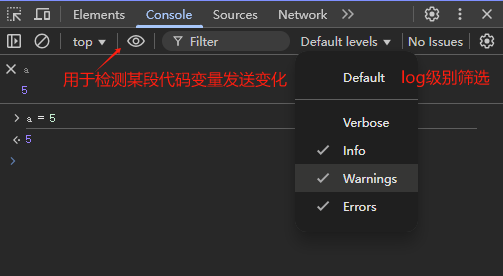 Elements Console Sources Network »
top Filter Default levels No Issues
a
5
用于检测某段代码变量发送变化
Default
log级别筛选
a = 5
5
Verbose
Info
Warnings
Errors